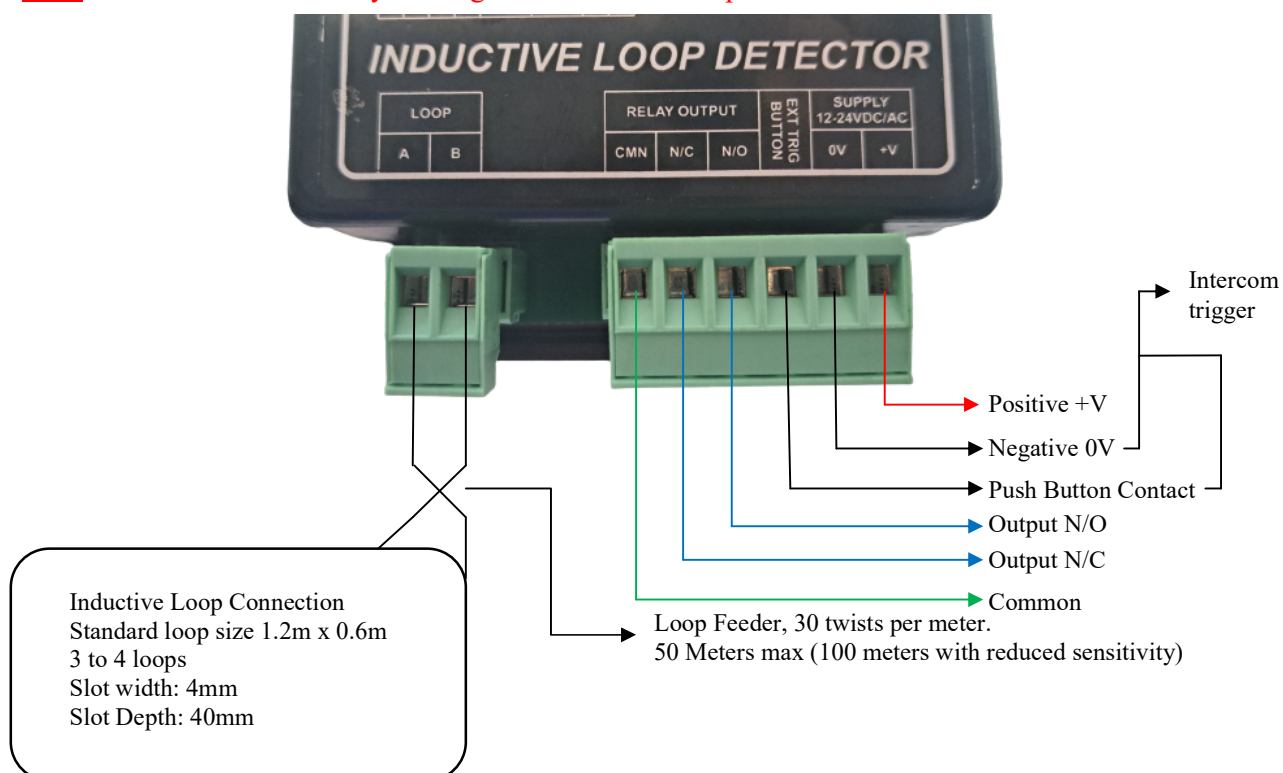 INDUCTIVE LOOP DETECTOR
LOOP
A B
RELAY OUTPUT
CMN N/C N/O
EXT TRIG
BUTTON
SUPPLY
12-24VDC/AC
0V +V
Intercom
trigger
Positive +V
Negative 0V
Push Button Contact
Output N/O
Output N/C
Common
Loop Feeder, 30 twists per meter.
50 Meters max (100 meters with reduced sensitivity)
Inductive Loop Connection
Standard loop size 1.2m x 0.6m
3 to 4 loops
Slot width: 4mm
Slot Depth: 40mm